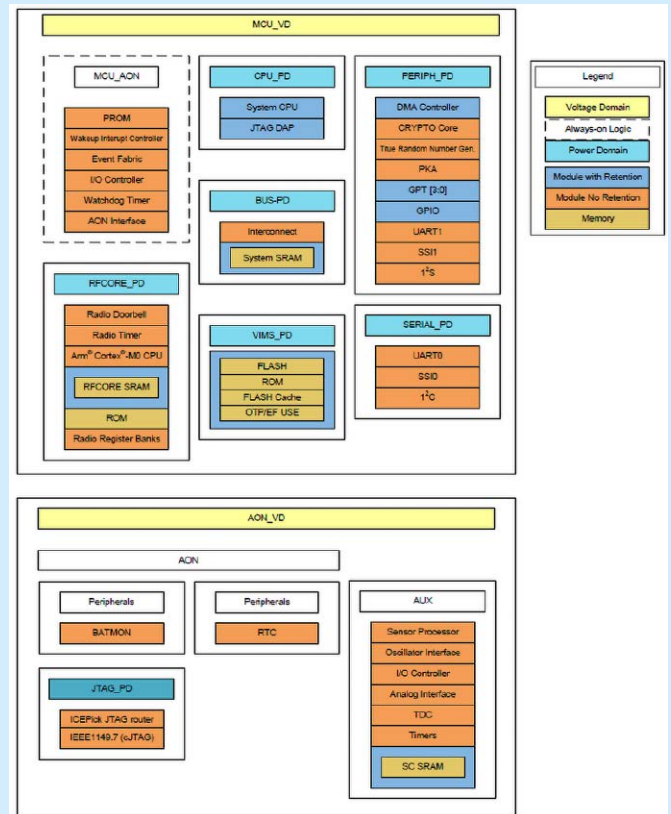 MCU_VD
MCU_AON
PROM
Wakeup Interupt Controller
Event Fabric
I/O Controller
Watchdog Timer
AON Interface
CPU_PD
System CPU
JTAG DAP
PERIPH_PD
DMA Controller
CRYPTO Core
True Random Number Gen.
PKA
GPT [3:0]
GPIO
UART1
SSI1
1²S
Legend
Voltage Domain
Always-on Logic
Power Domain
Module with Retention
Module No Retention
Memory
BUS-PD
Interconnect
System SRAM
RFCORE_PD
Radio Doorbell
Radio Timer
Arm® Cortex®-M0 CPU
RFCORE SRAM
ROM
Radio Register Banks
VIMS_PD
FLASH
ROM
FLASH Cache
OTP/EF USE
SERIAL_PD
UART0
SSI0
1²C
AON_VD
AON
Peripherals
BATMON
Peripherals
RTC
AUX
Sensor Processor
Oscillator Interface
I/O Controller
Analog Interface
TDC
Timers
SC SRAM
JTAG_PD
ICEPick JTAG router
IEEE1149.7 (cJTAG)